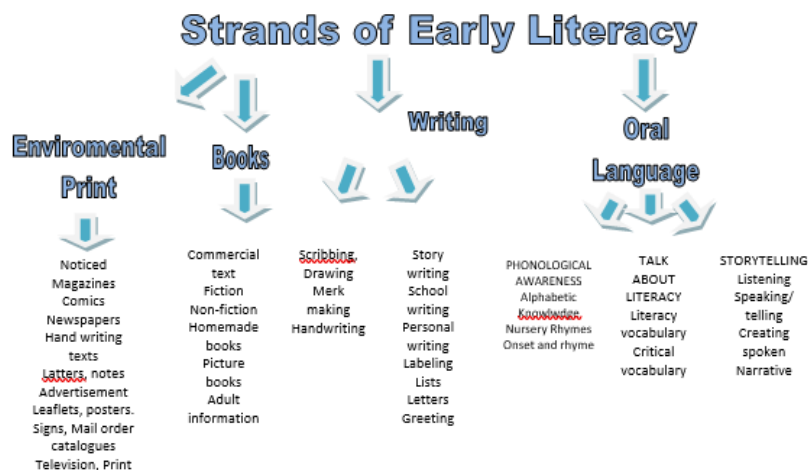 Strands of Early Literacy
Enviromental
Print
Books
Writing
Oral
Language
Noticed
Magazines
Comics
Newspapers
Hand writing
texts
Latters, notes
Advertisement
Leaflets, posters.
Signs, Mail order
catalogues
Television, Print
Commercial
text
Fiction
Non-fiction
Homemade
books
Picture
books
Adult
information
Scribbing,
Drawing
Merk
making
Handwriting
Story
writing
School
writing
Personal
writing
Labeling
Lists
Letters
Greeting
PHONOLOGICAL
AWARENESS
Alphabetic
Knowlwdge,
Nursery Rhymes
Onset and rhyme
TALK
ABOUT
LITERACY
Literacy
vocabulary
Critical
vocabulary
STORYTELLING
Listening
Speaking/
telling
Creating
spoken
Narrative